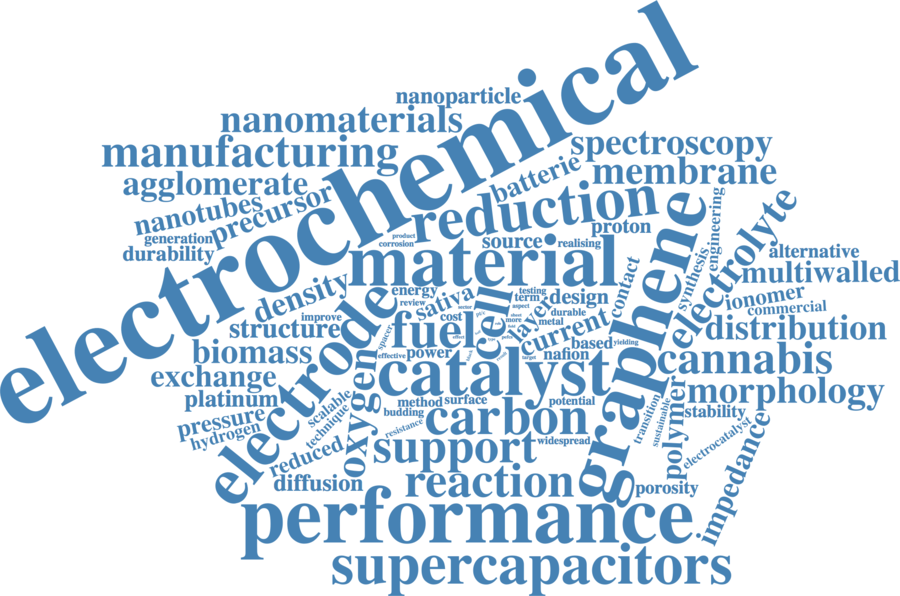 electrochemical
nanoparticle
nanomaterials
manufacturing
spectroscopy
batterie
membrane
agglomerate
precursor
nanotubes
reduction
graphene
engineering
electrolyte
proton
generation
product
corrosion
source
realising
durability
material
synthesis
alternative
multiwalled
contact
density
energy
review
sativa
sector
cell
testing
term
aspect
layer
design
ionomer
commercial
improve
structure
electrode
spacer
fuel
cost
effect
about
more
durable
metal
current
distribution
biomass
effective
power
target
nafion
based
yielding
cannabis
exchange
oxygen
catalyst
morphology
platinum
method
surface
potential
pressure
hydrogen
scalable
technique
budding
resistance
carbon
transition
sustainable
polymer
stability
electrocatalyst
impedance
reduced
support
widespread
diffusion
reaction
porosity
performance
supercapacitors